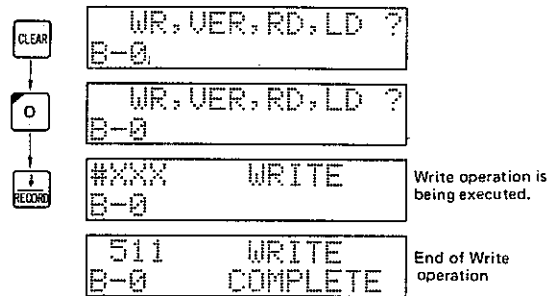 CLEAR
WR,VER,RD,LD ?
B-0
0
WR,VER,RD,LD ?
B-0
RECORD
#XXX WRITE
B-0
Write operation is
being executed.
511 WRITE
B-0 COMPLETE
End of Write
operation